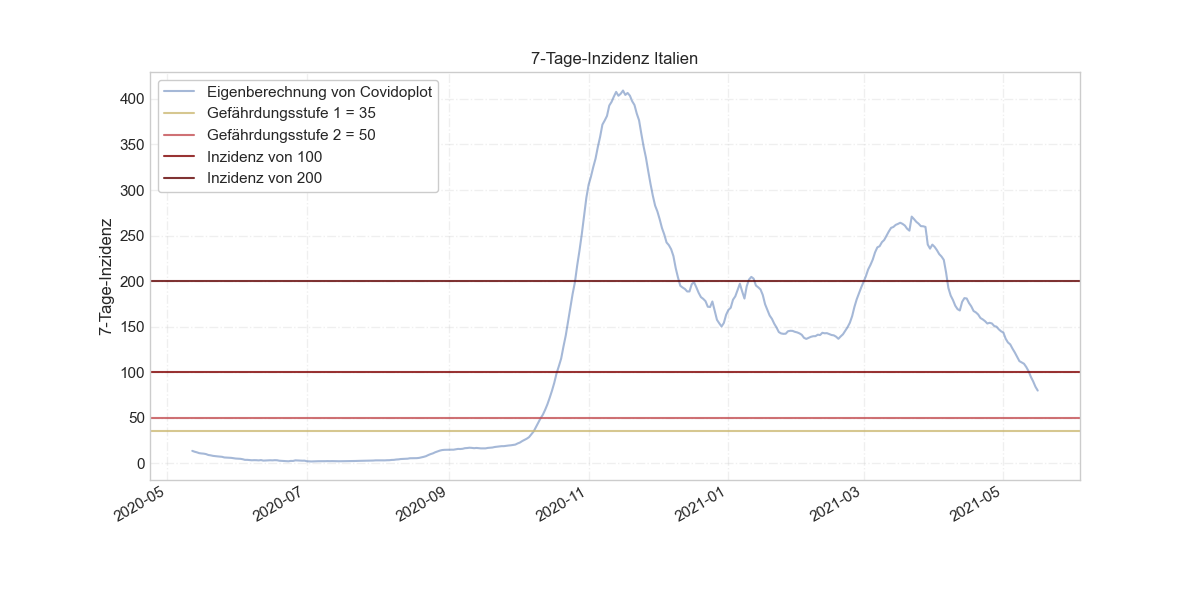 7-Tage-Inzidenz Italien
Eigenberechnung von Covidoplot
Gefährdungsstufe 1 = 35
Gefährdungsstufe 2 = 50
Inzidenz von 100
Inzidenz von 200
7-Tage-Inzidenz
400
350
300
250
200
150
100
50
0
2020-05
2020-07
2020-09
2020-11
2021-01
2021-03
2021-05